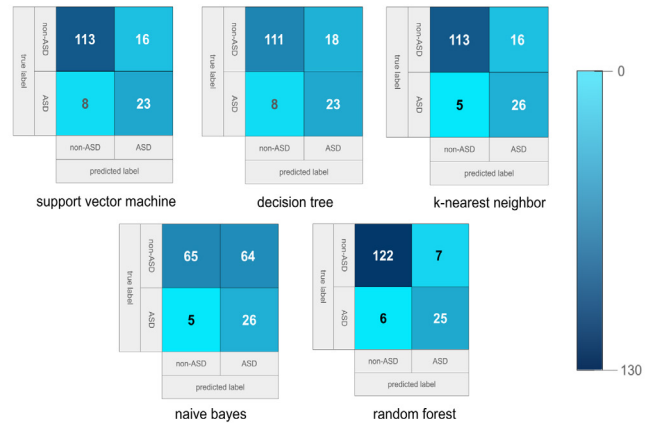 true label
non-ASD
113
16
ASD
8
23
non-ASD
ASD
predicted label
support vector machine
true label
non-ASD
111
18
ASD
8
23
non-ASD
ASD
predicted label
decision tree
true label
non-ASD
113
16
ASD
5
26
non-ASD
ASD
predicted label
k-nearest neighbor
true label
non-ASD
65
64
ASD
5
26
non-ASD
ASD
predicted label
naive bayes
true label
non-ASD
122
7
ASD
6
25
non-ASD
ASD
predicted label
random forest
0
130